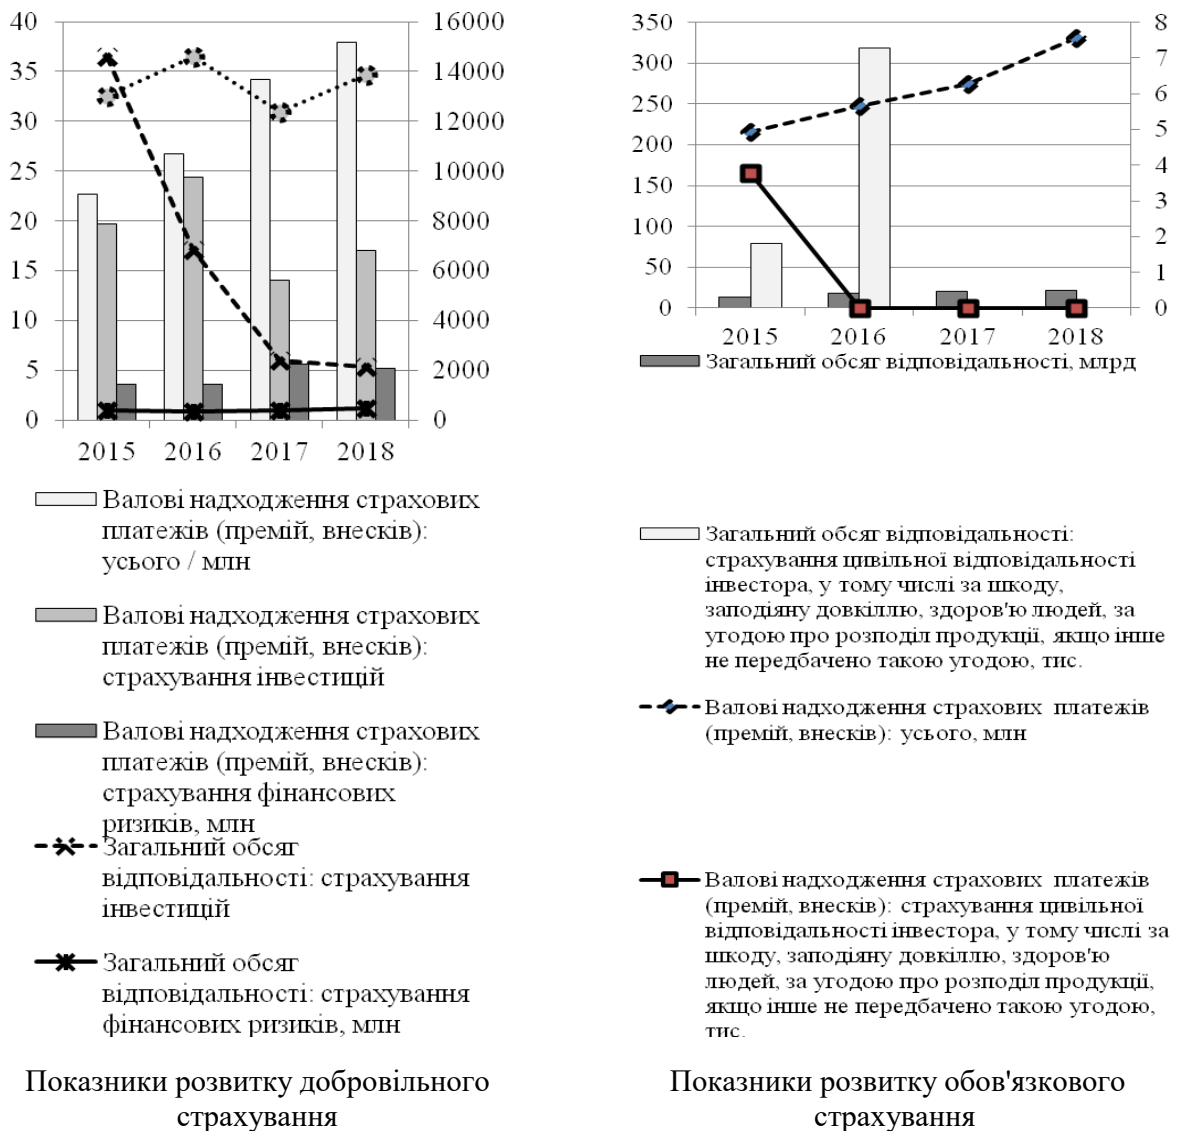 40
35
30
25
20
15
10
5
0
16000
14000
12000
10000
8000
6000
4000
2000
0
2015 2016 2017 2018
Валові надходження страхових
платежів (премій, внесків):
усього / млн
Валові надходження страхових
платежів (премій, внесків):
страхування інвестицій
Валові надходження страхових
платежів (премій, внесків):
страхування фінансових
ризиків, млн
Загальний обсяг
відповідальності: страхування
інвестицій
Загальний обсяг
відповідальності: страхування
фінансових ризиків, млн
Показники розвитку добровільного
страхування
350
300
250
200
150
100
50
0
8
7
6
5
4
3
2
1
0
2015 2016 2017 2018
Загальний обсяг відповідальності, млрд
Загальний обсяг відповідальності:
страхування цивільної відповідальності
інвестора, у тому числі за шкоду,
заподіяну довкіллю, здоров'ю людей, за
угодою про розподіл продукції, якщо інше
не передбачено такою угодою, тис.
Валові надходження страхових платежів
(премій, внесків): усього, млн
Валові надходження страхових платежів
(премій, внесків): страхування цивільної
відповідальності інвестора, у тому числі за
шкоду, заподіяну довкіллю, здоров'ю
людей, за угодою про розподіл продукції,
якщо інше не передбачено такою угодою,
тис.
Показники розвитку обов'язкового
страхування